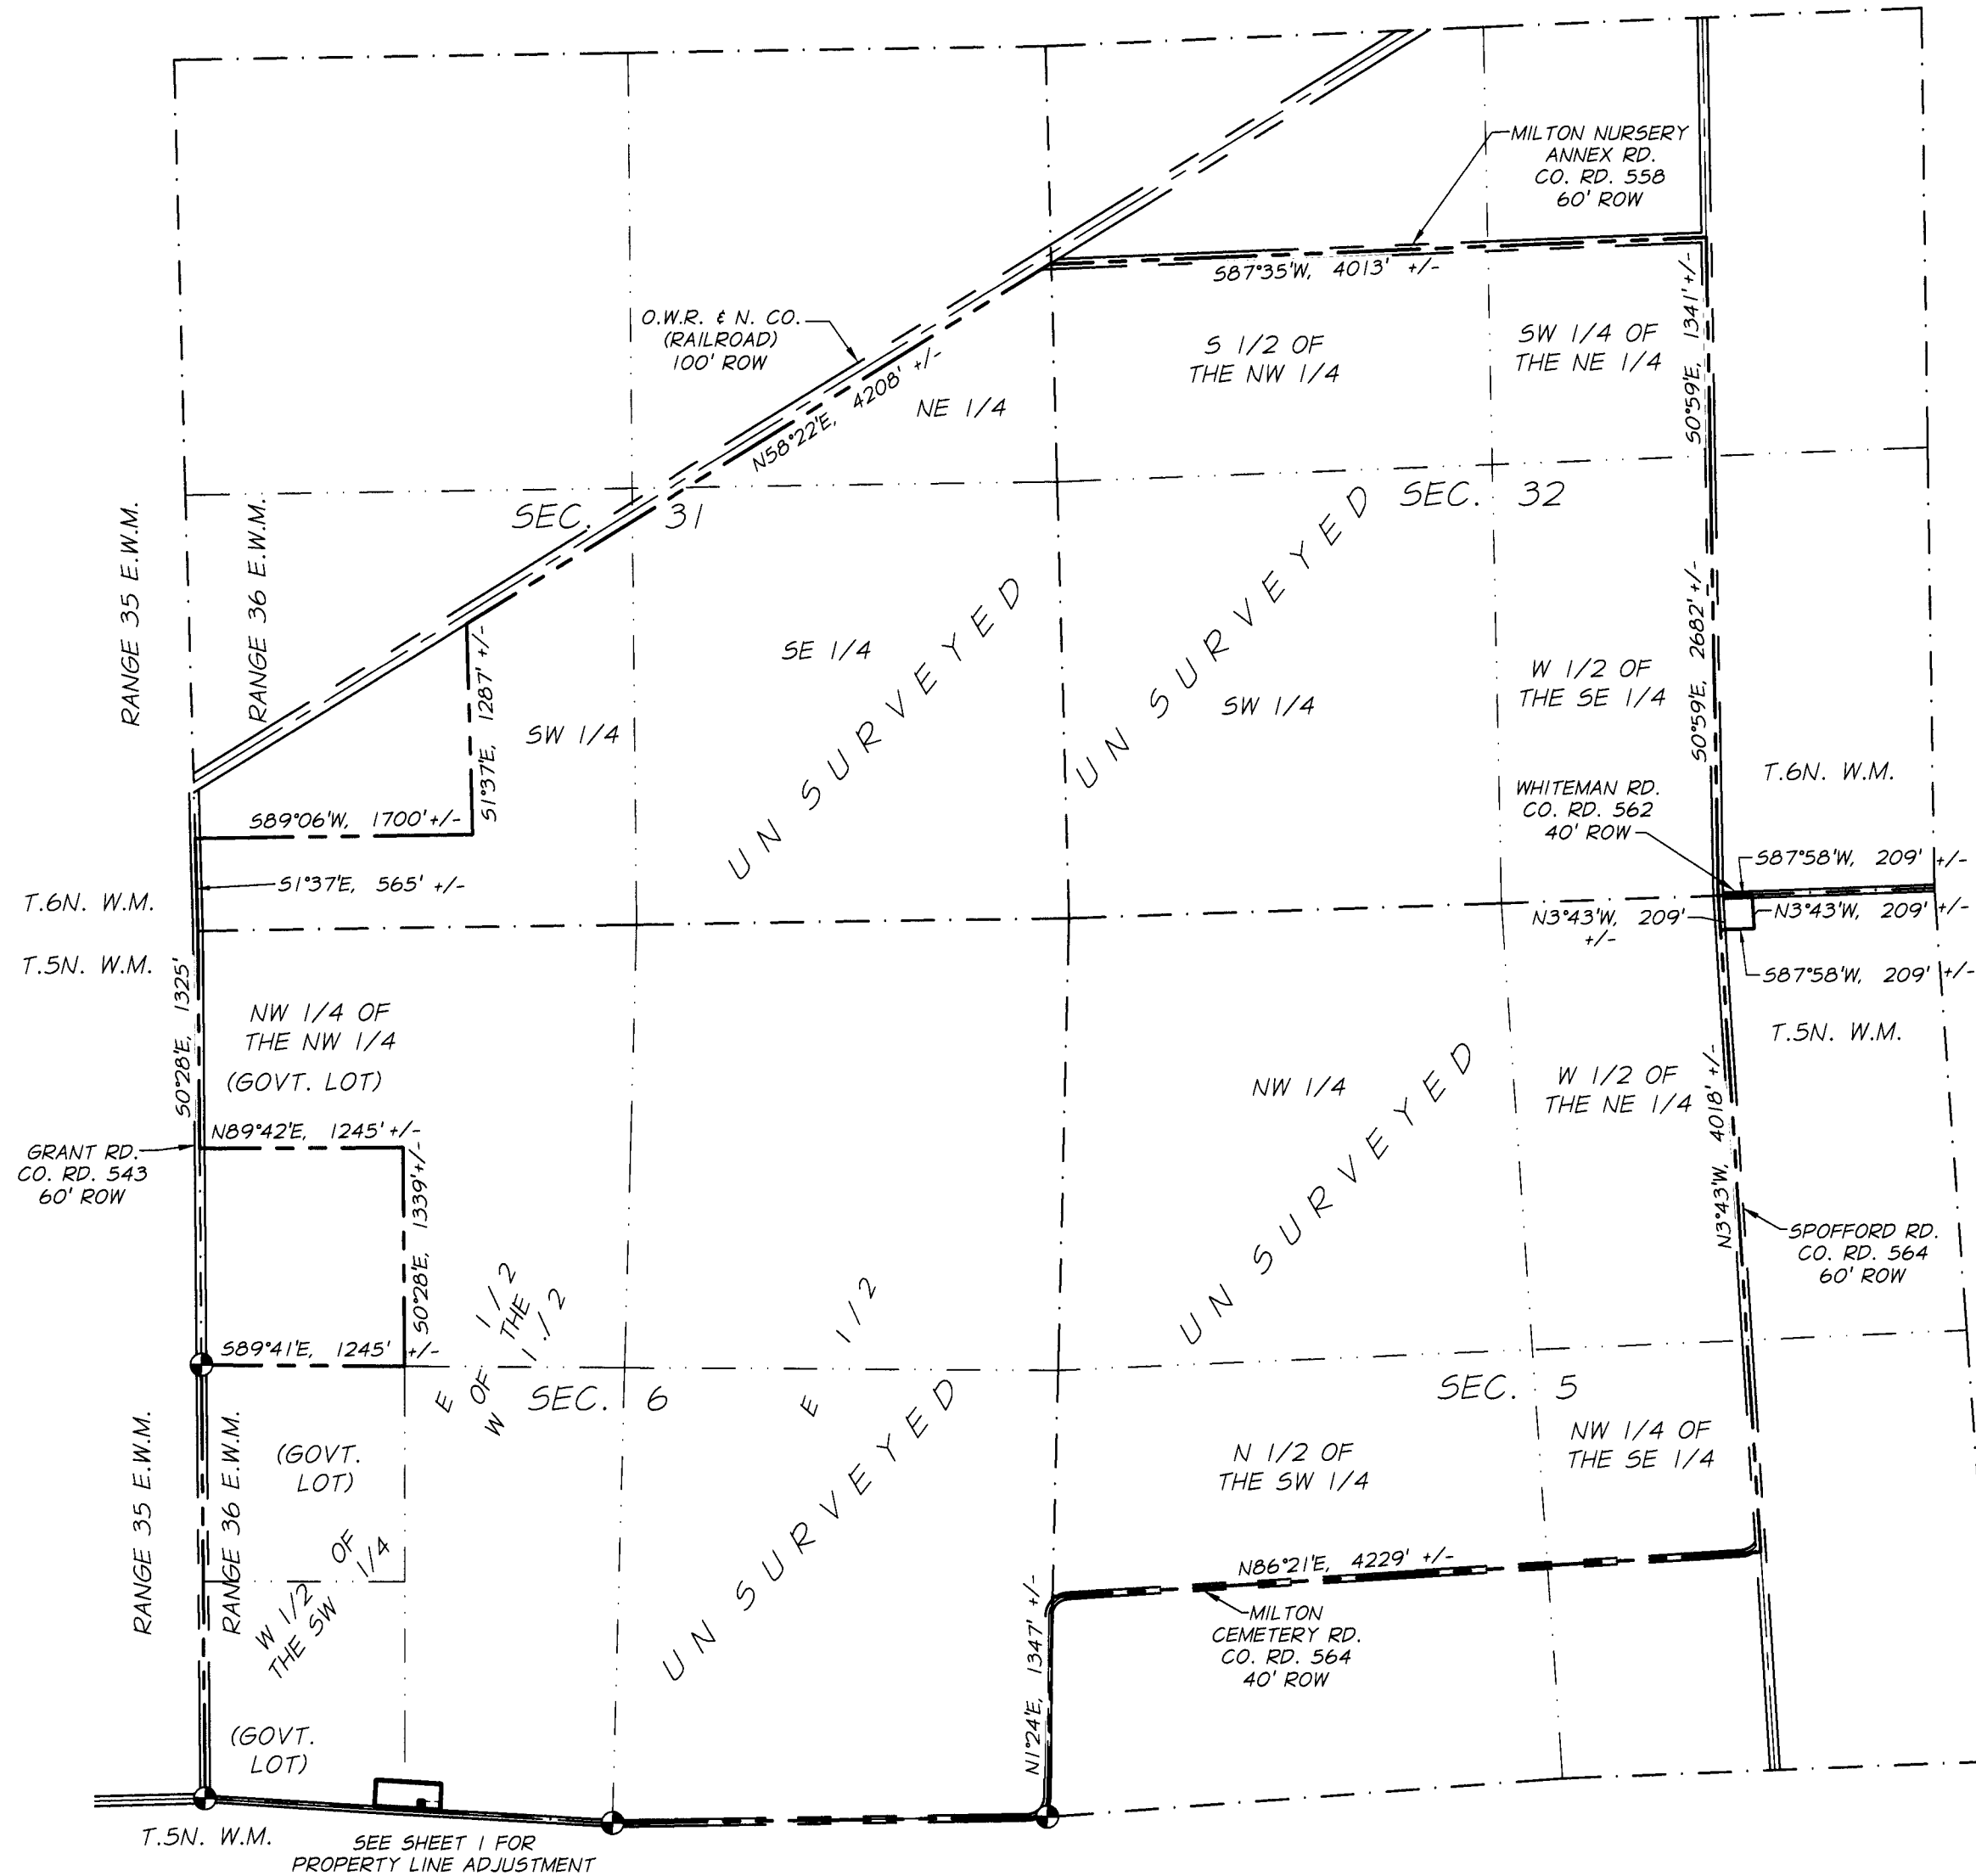 MILTON NURSERY
ANNEX RD.
CO. RD. 558
60' ROW
S87°35'W, 4013' +/-
S0°59'E, 1341' +/-
O.W.R. & N. CO.
(RAILROAD)
100' ROW
N58°22'E, 4208' +/-
NE 1/4
S 1/2 OF
THE NW 1/4
SW 1/4 OF
THE NE 1/4
SEC. 31
SEC. 32
RANGE 35 E.W.M.
RANGE 36 E.W.M.
UN SURVEYED
UN SURVEYED
S1°37'E, 1287' +/-
SW 1/4
SE 1/4
SW 1/4
W 1/2 OF
THE SE 1/4
S0°59'E, 2682' +/-
T.6N. W.M.
WHITEMAN RD.
CO. RD. 562
40' ROW
S89°06'W, 1700' +/-
S1°37'E, 565' +/-
S87°58'W, 209' +/-
T.6N. W.M.
N3°43'W, 209'
+/-
N3°43'W, 209' +/-
T.5N. W.M.
S87°58'W, 209' +/-
T.5N. W.M.
S0°28'E, 1325'
NW 1/4 OF
THE NW 1/4
(GOVT. LOT)
NW 1/4
W 1/2 OF
THE NE 1/4
UN SURVEYED
N3°43'W, 4018' +/-
N89°42'E, 1245' +/-
GRANT RD.
CO. RD. 543
60' ROW
S0°28'E, 1339' +/-
SPOFFORD RD.
CO. RD. 564
60' ROW
E 1/2
OF THE
W 1/2
E 1/2
S89°41'E, 1245' +/-
SEC. 6
SEC. 5
UN SURVEYED
RANGE 35 E.W.M.
RANGE 36 E.W.M.
(GOVT.
LOT)
N 1/2 OF
THE SW 1/4
NW 1/4 OF
THE SE 1/4
W 1/2 OF
THE SW 1/4
N86°21'E, 4229' +/-
MILTON
CEMETERY RD.
CO. RD. 564
40' ROW
N1°24'E, 1347' +/-
(GOVT.
LOT)
T.5N. W.M.
SEE SHEET 1 FOR
PROPERTY LINE ADJUSTMENT